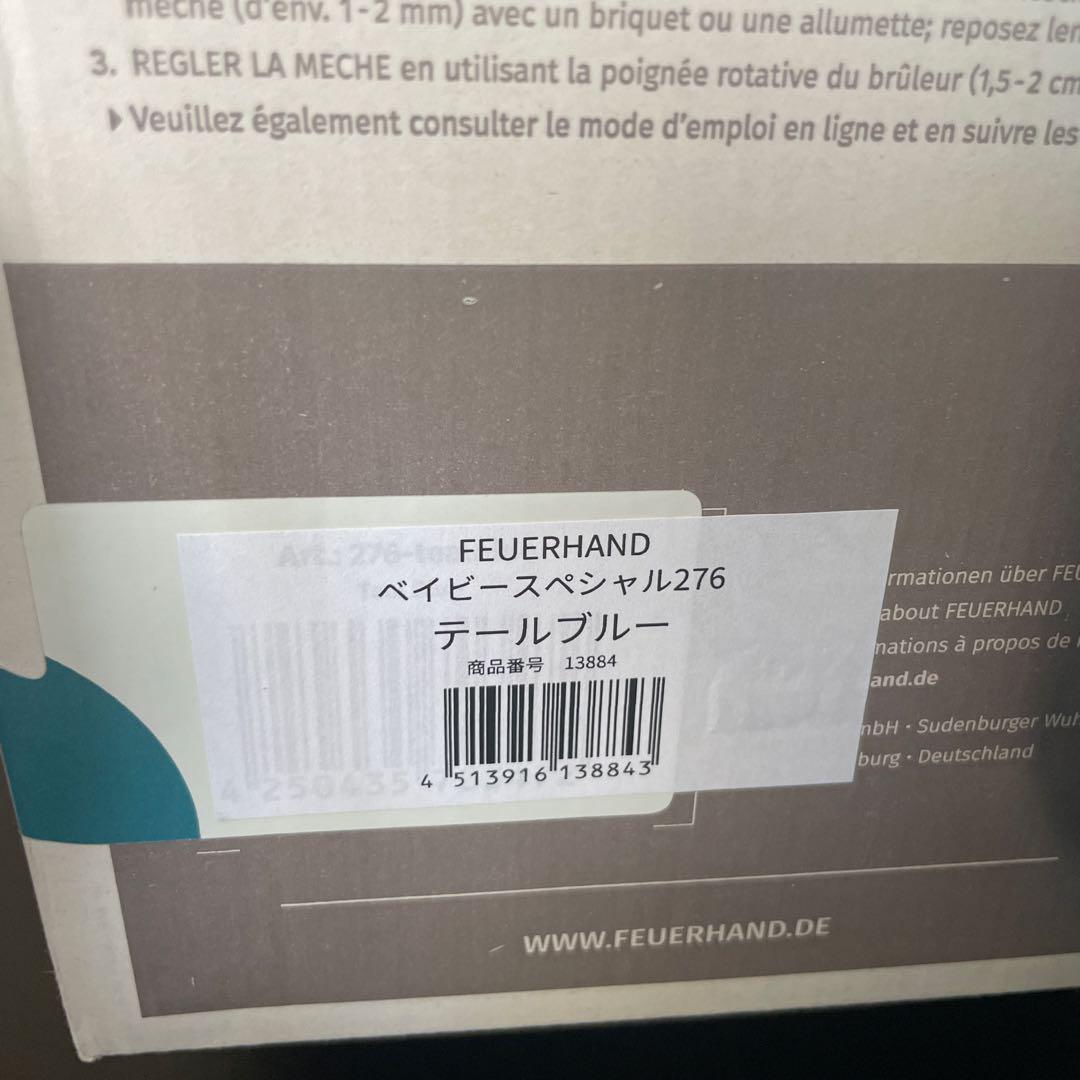 mèche (d'env. 1-2 mm) avec un briquet ou une allumette; reposez
3. REGLER LA MECHE en utilisant la poignée rotative du brûleur (1,5-2 cm
▶ Veuillez également consulter le mode d'emploi en ligne et en suivre les
Art.: 276-
FEUERHAND
ベイビースペシャル276
テールブルー
商品番号 13884
4 513916 138843
rmationen über FEU
about FEUERHAND
mations à propos de
and.de
mbH · Sudenburger Wuh
burg · Deutschland
WWW.FEUERHAND.DE